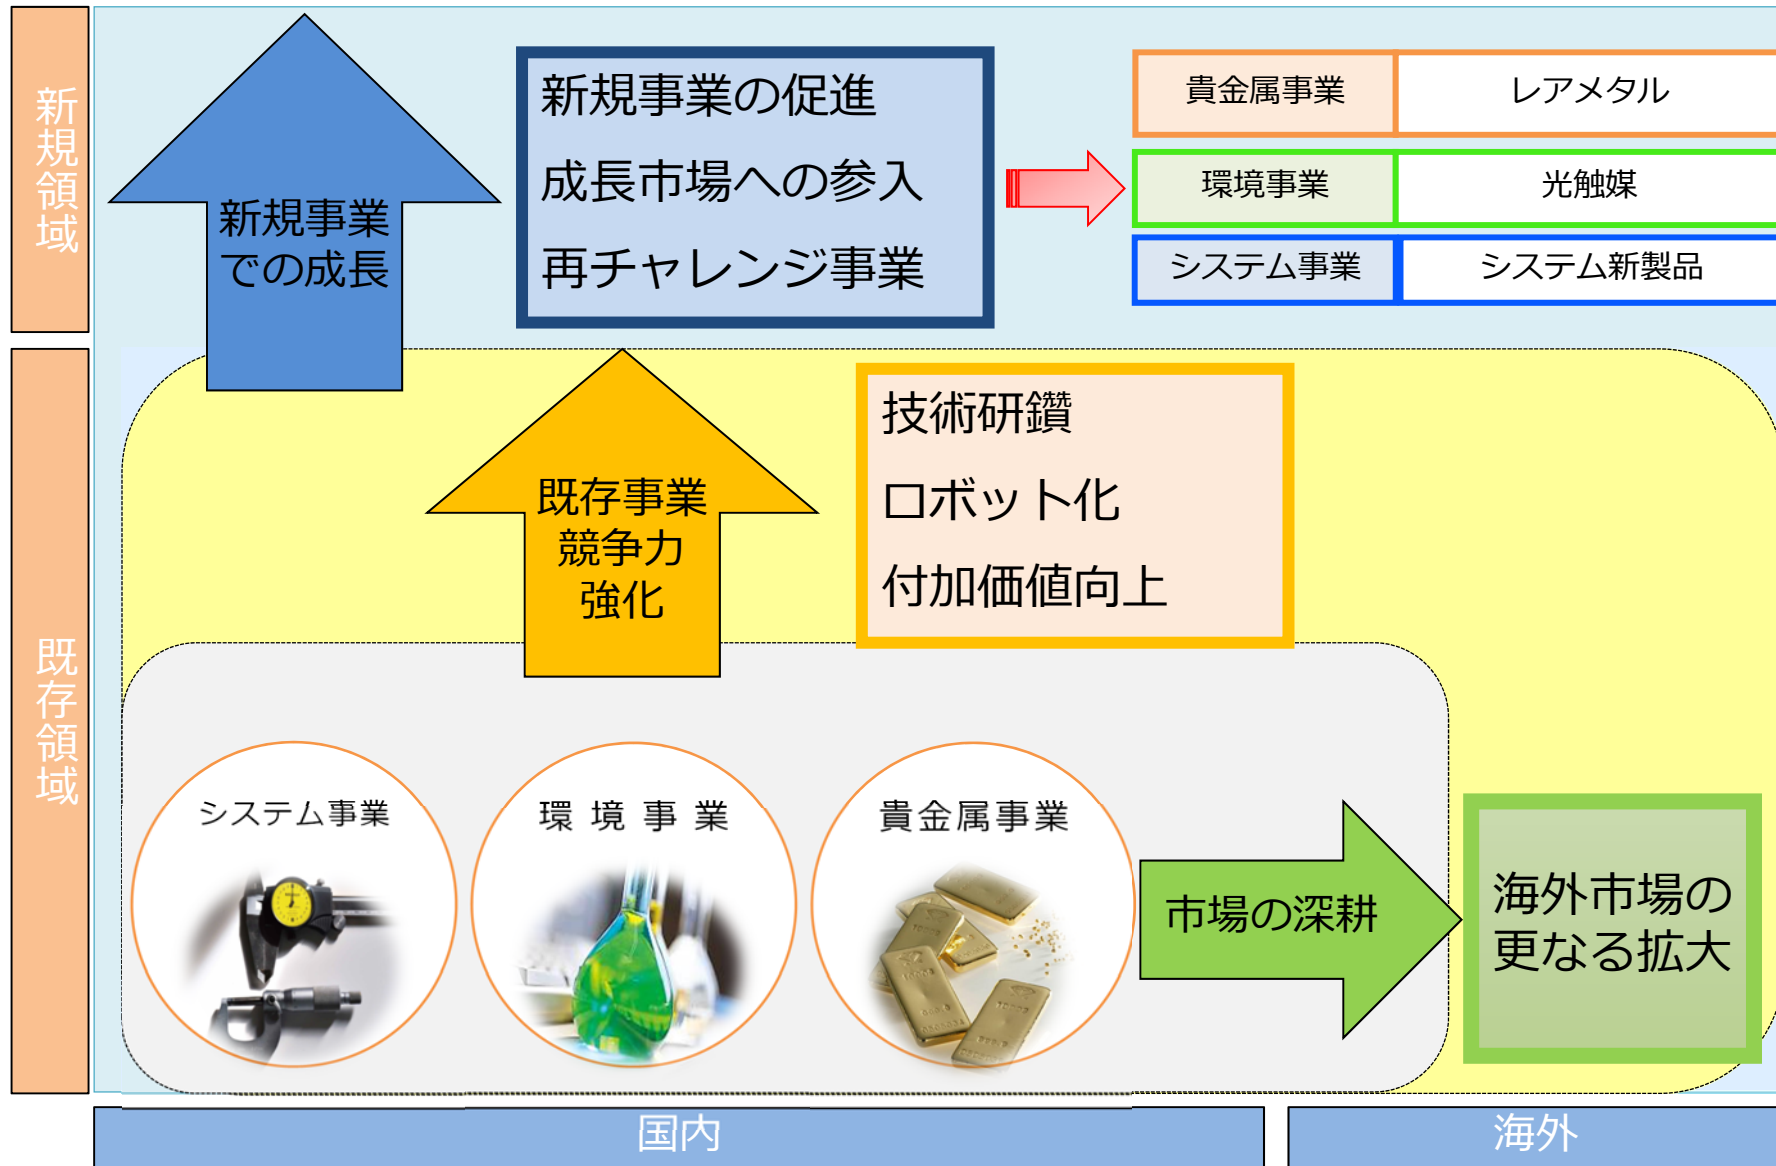 新規領域
新規事業
での成長
新規事業の促進
成長市場への参入
再チャレンジ事業
貴金属事業
レアメタル
環境事業
光触媒
システム事業
システム新製品
既存領域
既存事業
競争力
強化
技術研鑽
ロボット化
付加価値向上
システム事業
環境事業
貴金属事業
市場の深耕
海外市場の
更なる拡大
国内
海外